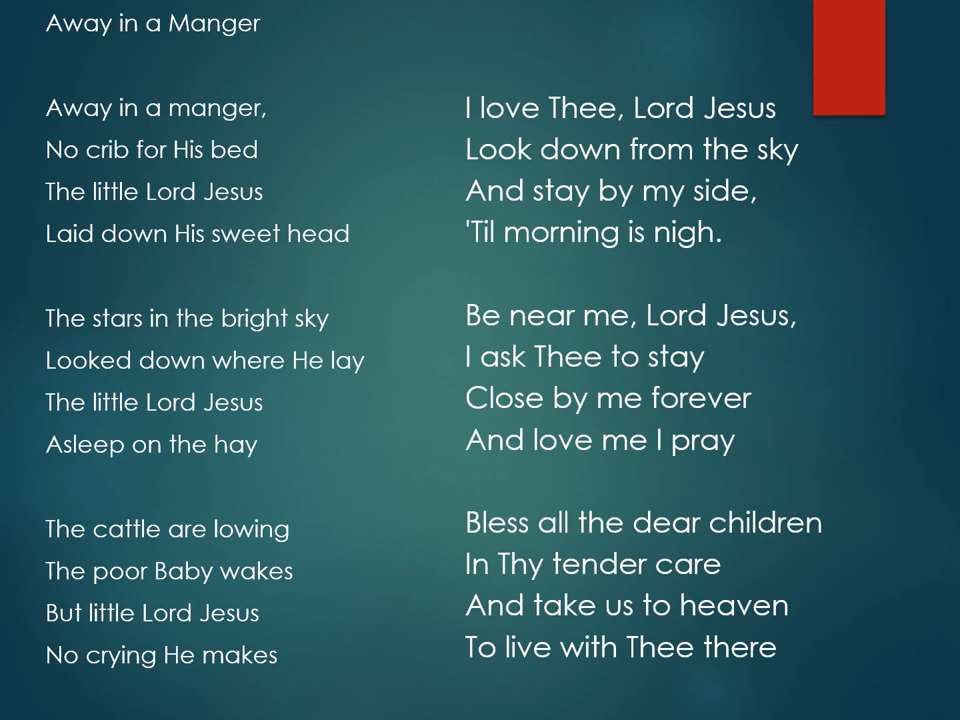 Away in a Manger
Away in a manger,
No crib for His bed
The little Lord Jesus
Laid down His sweet head
The stars in the bright sky
Looked down where He lay
The little Lord Jesus
Asleep on the hay
The cattle are lowing
The poor Baby wakes
But little Lord Jesus
No crying He makes
I love Thee, Lord Jesus
Look down from the sky
And stay by my side,
'Til morning is nigh.
Be near me, Lord Jesus,
I ask Thee to stay
Close by me forever
And love me I pray
Bless all the dear children
In Thy tender care
And take us to heaven
To live with Thee there